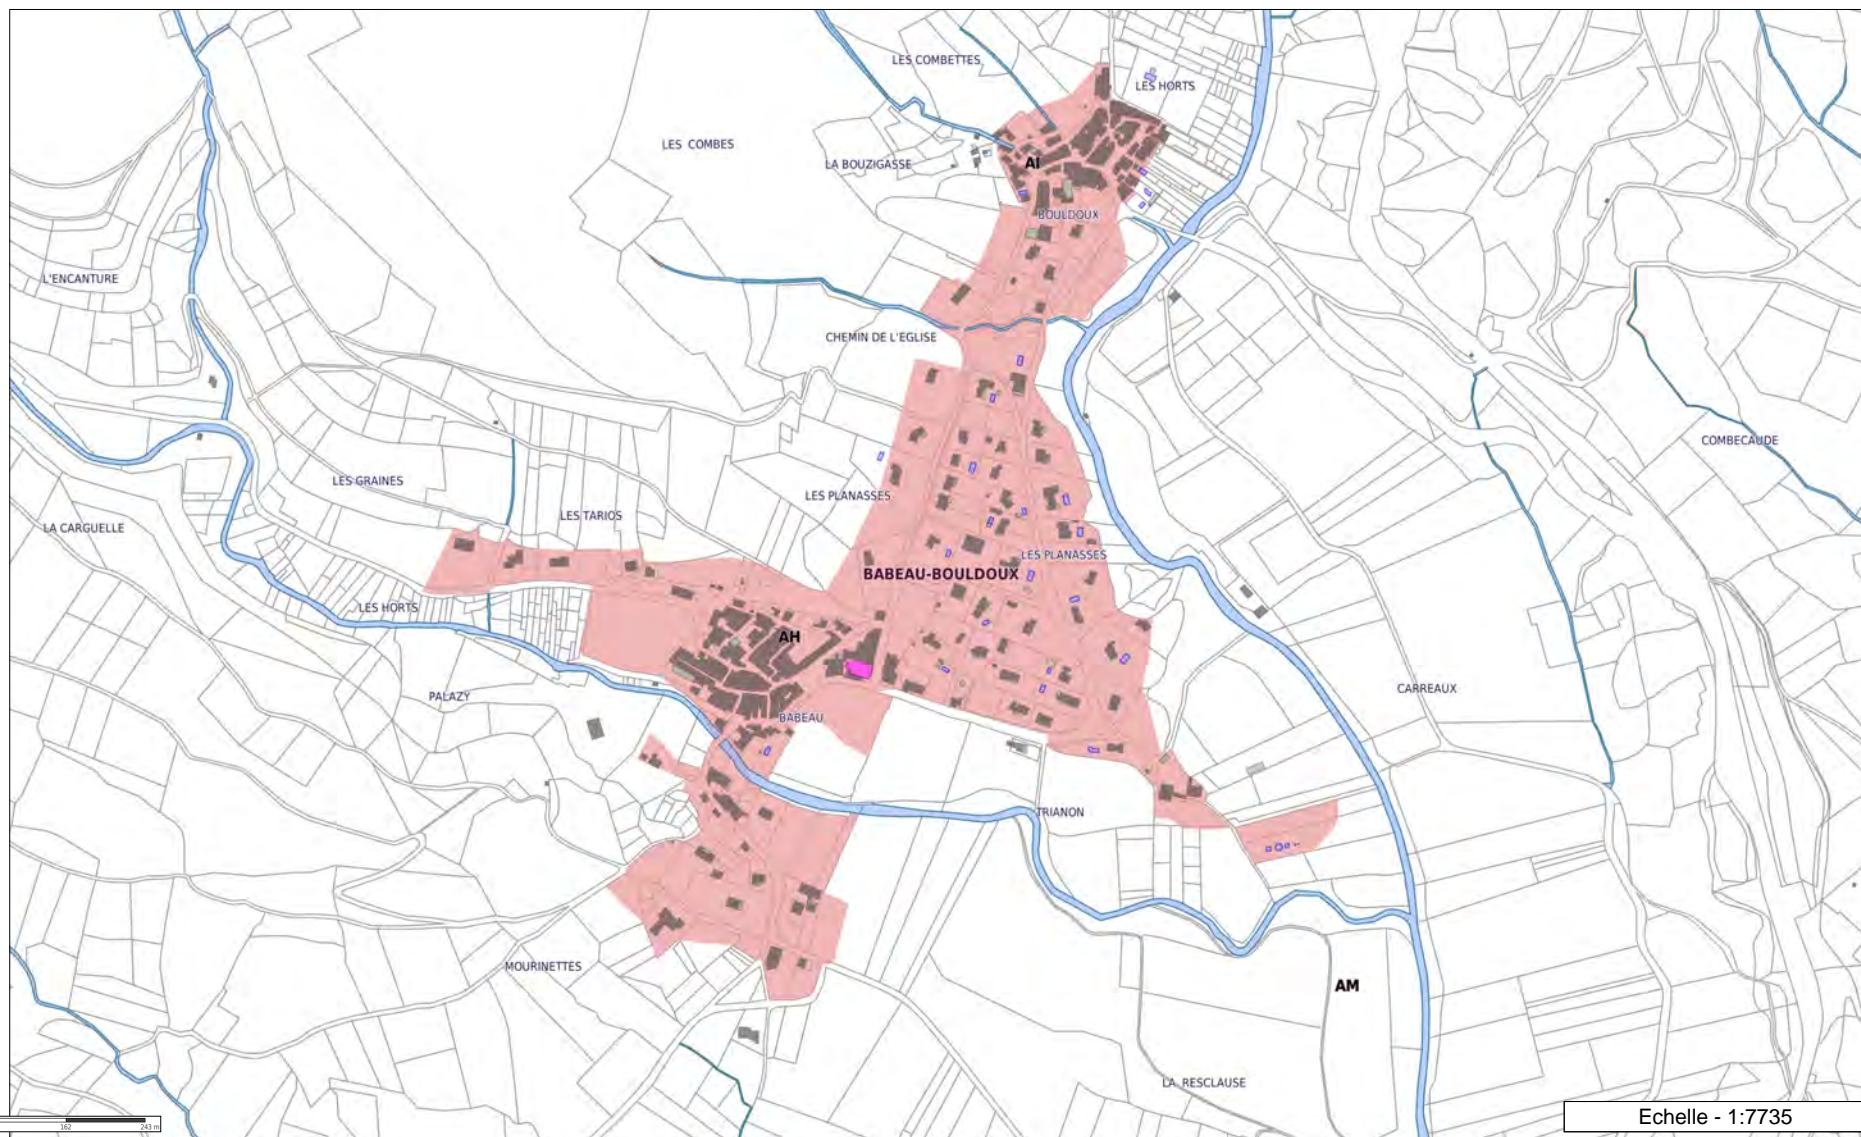 LES COMBETTES
LES HORTS
LES COMBES
LA BOUZIGASSE
AI
BOULDOUX
L'ENCANTURE
CHEMIN DE L'EGLISE
COMBECAUDE
LES GRAINES
LES PLANASSES
LES TARIOS
LA CARGUELLE
LES PLANASSES
BABEAU-BOULDOUX
LES HORTS
AH
CARREAUX
PALAZY
BABEAU
TRIANON
MOURINETTES
AM
LA RESCLAUSE
162 243 m
Echelle - 1:7735